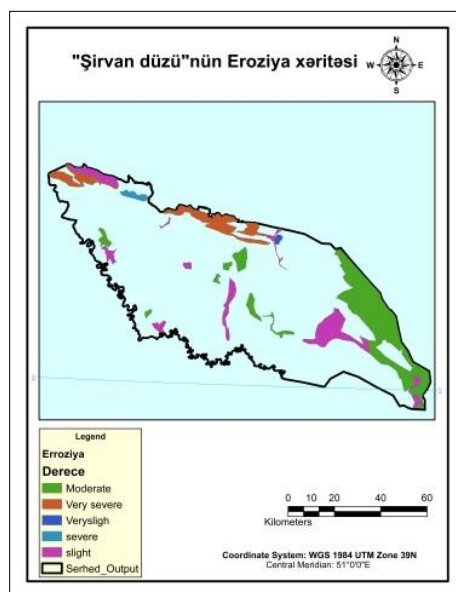 "Şirvan düzü"nün Eroziya xəritəsi
N
W E
S
Legend
Erroziya
Derece
Moderate
Very severe
Verysligh
severe
slight
Serhed_Output
0 7 10 20 40 60
Kilometers
Coordinate System: WGS 1984 UTM Zone 39N
Central Meridian: 51°0'0"E